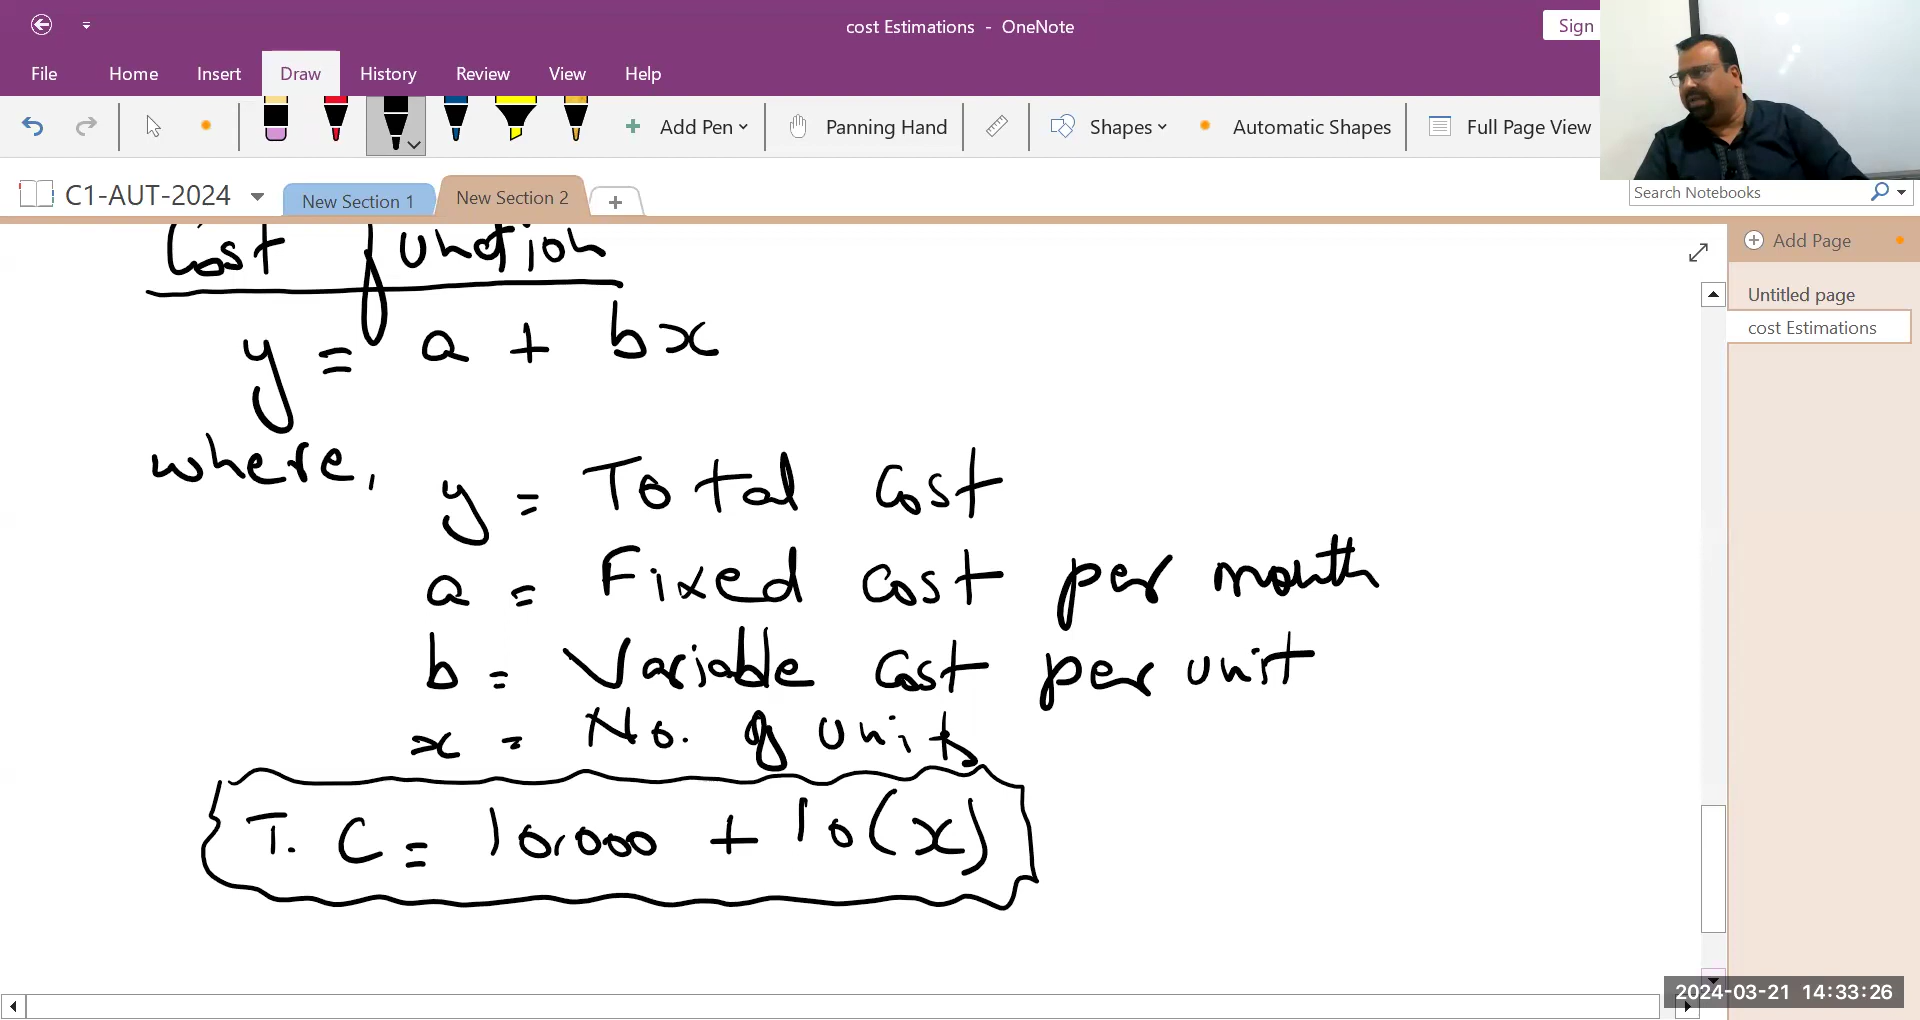 cost Estimations - OneNote
Sign
File Home Insert Draw History Review View Help
Add Pen Panning Hand Shapes Automatic Shapes Full Page View
C1-AUT-2024 New Section 1 New Section 2 +
Search Notebooks
Add Page
Untitled page
cost Estimations
Cost function
y = a + bx
where,
y = Total Cost
a = Fixed cost per month
b = Variable Cost per unit
x = No. of units
T. C = 10,000 + 10(x)
2024-03-21 14:33:26